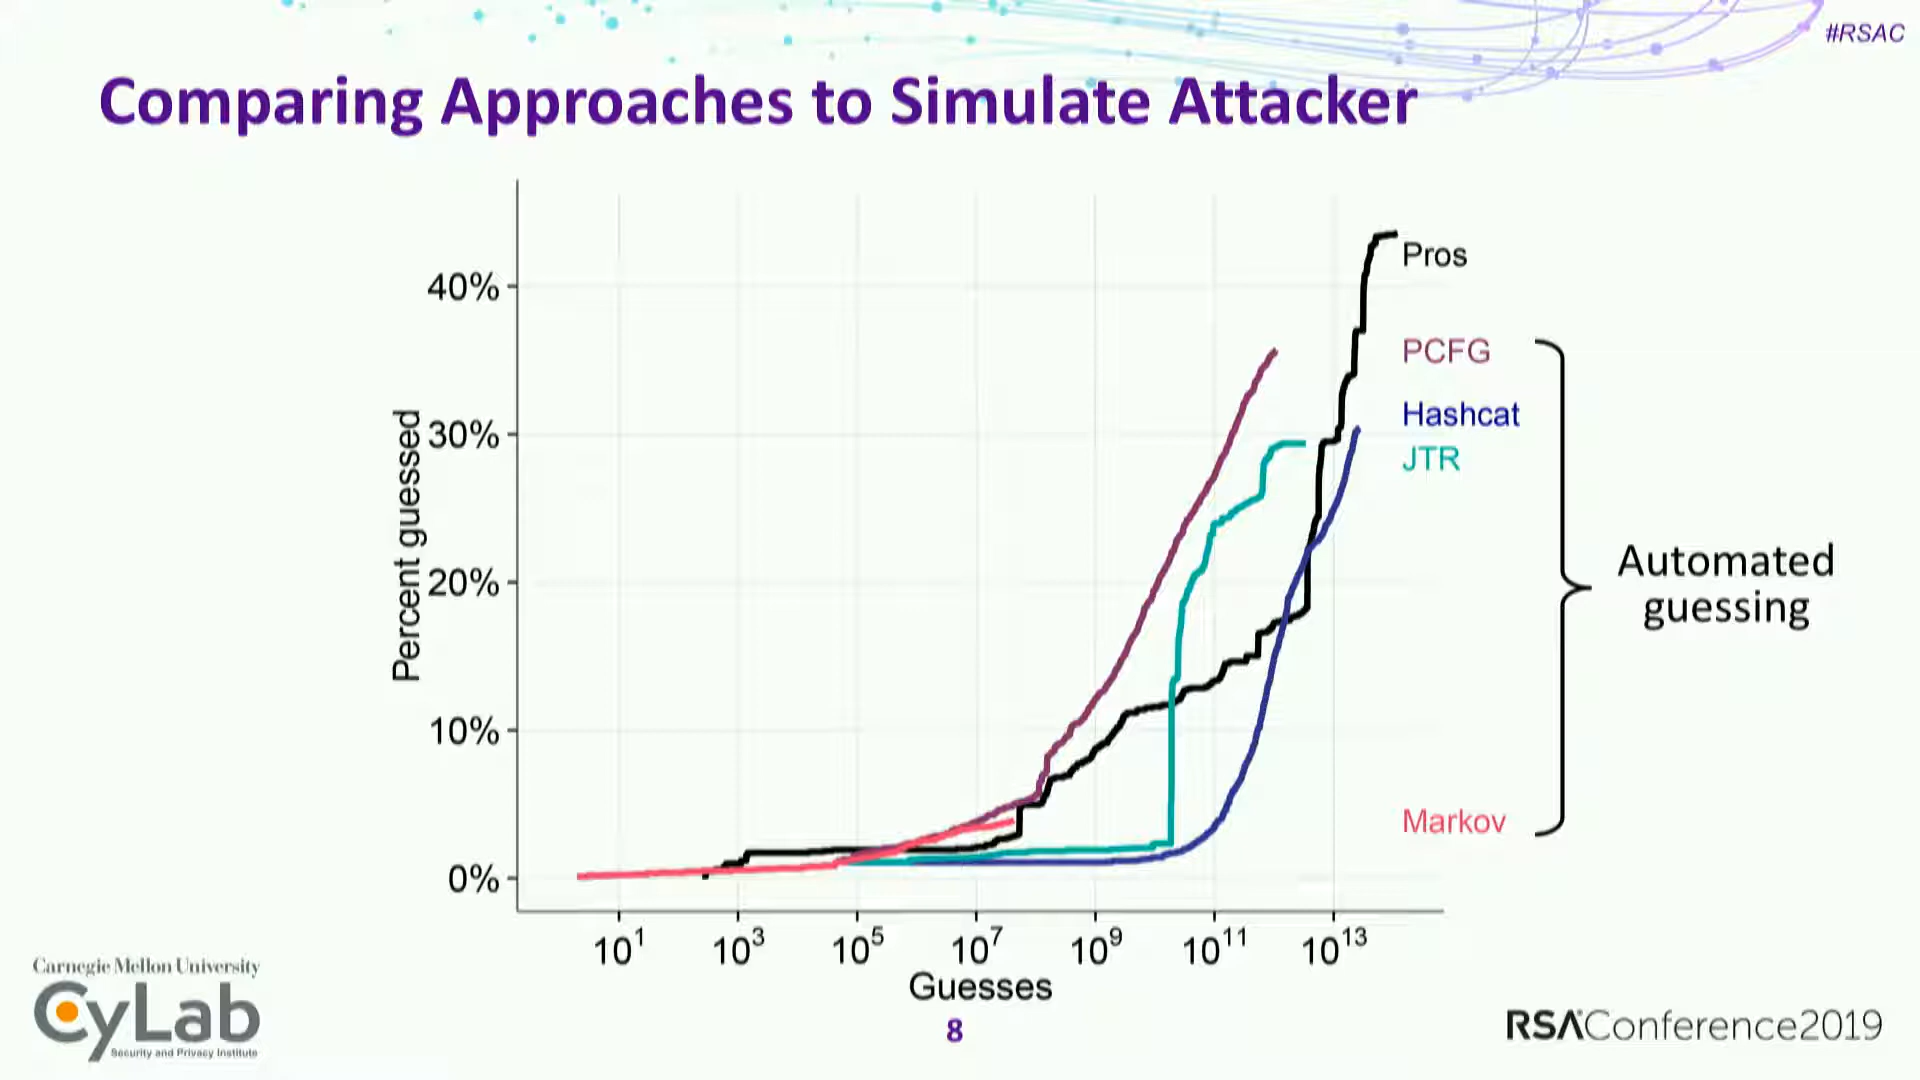 #RSAC
Comparing Approaches to Simulate Attacker
Percent guessed
40%
30%
20%
10%
0%
Pros
PCFG
Hashcat
JTR
Markov
Automated
guessing
10¹ 10³ 10⁵ 10⁷ 10⁹ 10¹¹ 10¹³
Guesses
Carnegie Mellon University
CyLab
Security and Privacy Institute
8
RSAConference2019